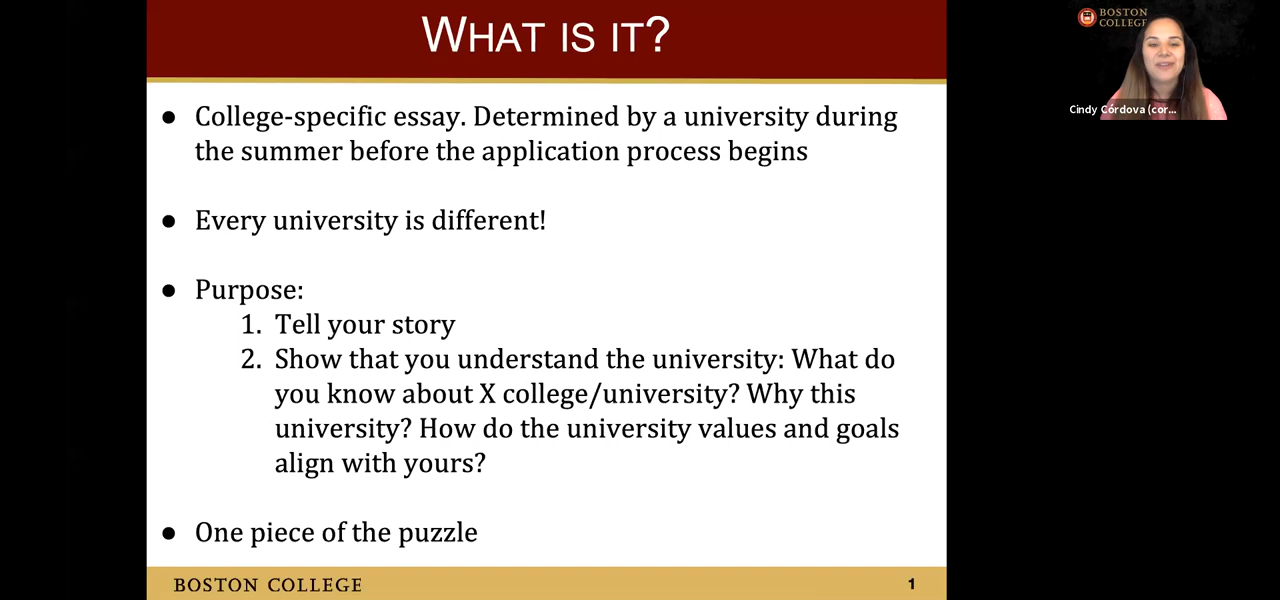 WHAT IS IT?
● College-specific essay. Determined by a university during
the summer before the application process begins
● Every university is different!
● Purpose:
1. Tell your story
2. Show that you understand the university: What do
you know about X college/university? Why this
university? How do the university values and goals
align with yours?
● One piece of the puzzle
BOSTON COLLEGE
1
BOSTON
COLLEGE
Cindy Córdova (cor...